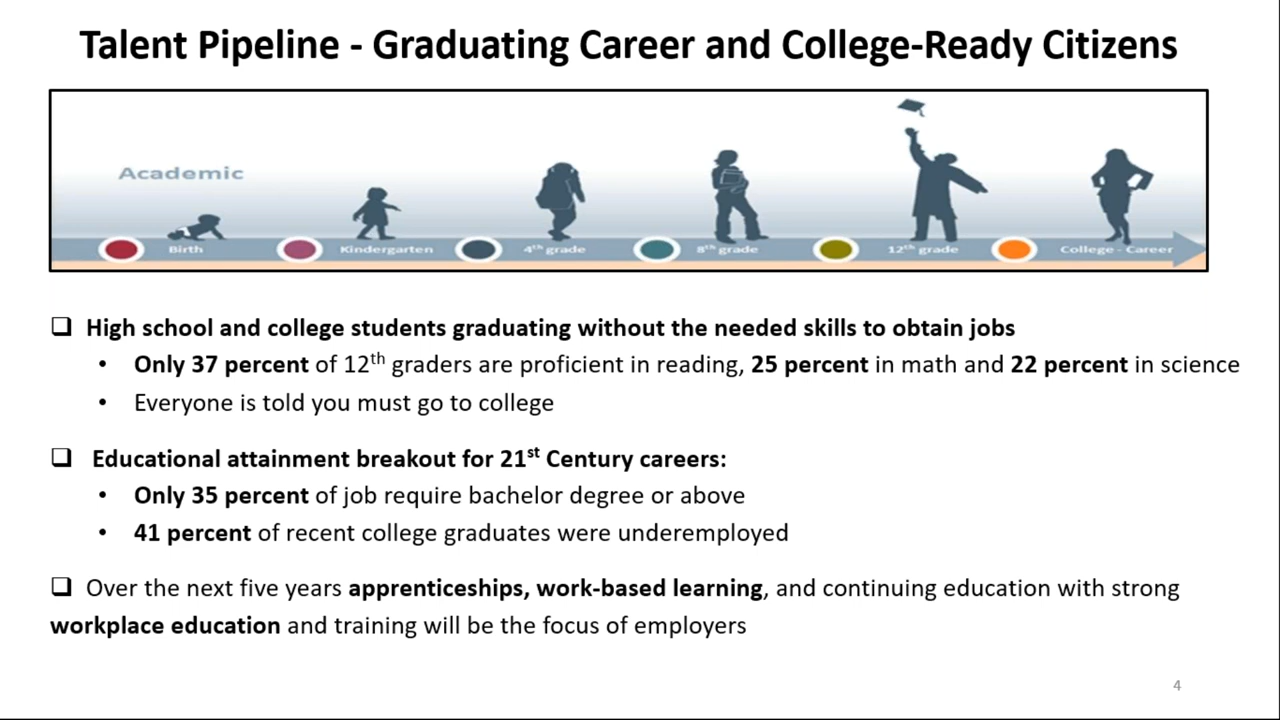 Talent Pipeline - Graduating Career and College-Ready Citizens
Academic
Birth Kindergarten 4th grade 8th grade 12th grade College - Career
❑ High school and college students graduating without the needed skills to obtain jobs
• Only 37 percent of 12th graders are proficient in reading, 25 percent in math and 22 percent in science
• Everyone is told you must go to college
❑ Educational attainment breakout for 21st Century careers:
• Only 35 percent of job require bachelor degree or above
• 41 percent of recent college graduates were underemployed
❑ Over the next five years apprenticeships, work-based learning, and continuing education with strong
workplace education and training will be the focus of employers
4